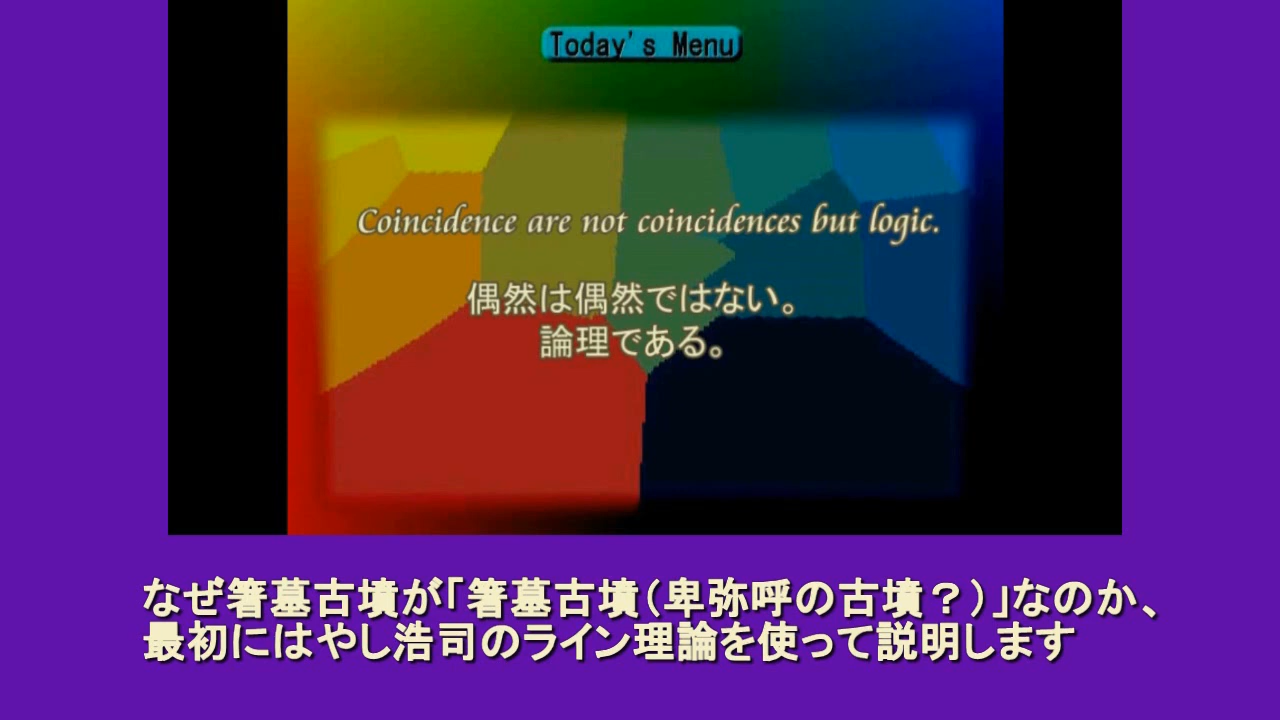 Today's Menu
Coincidence are not coincidences but logic.
偶然は偶然ではない。
論理である。
なぜ箸墓古墳が「箸墓古墳（卑弥呼の古墳？）」なのか、
最初にはやし浩司のライン理論を使って説明します